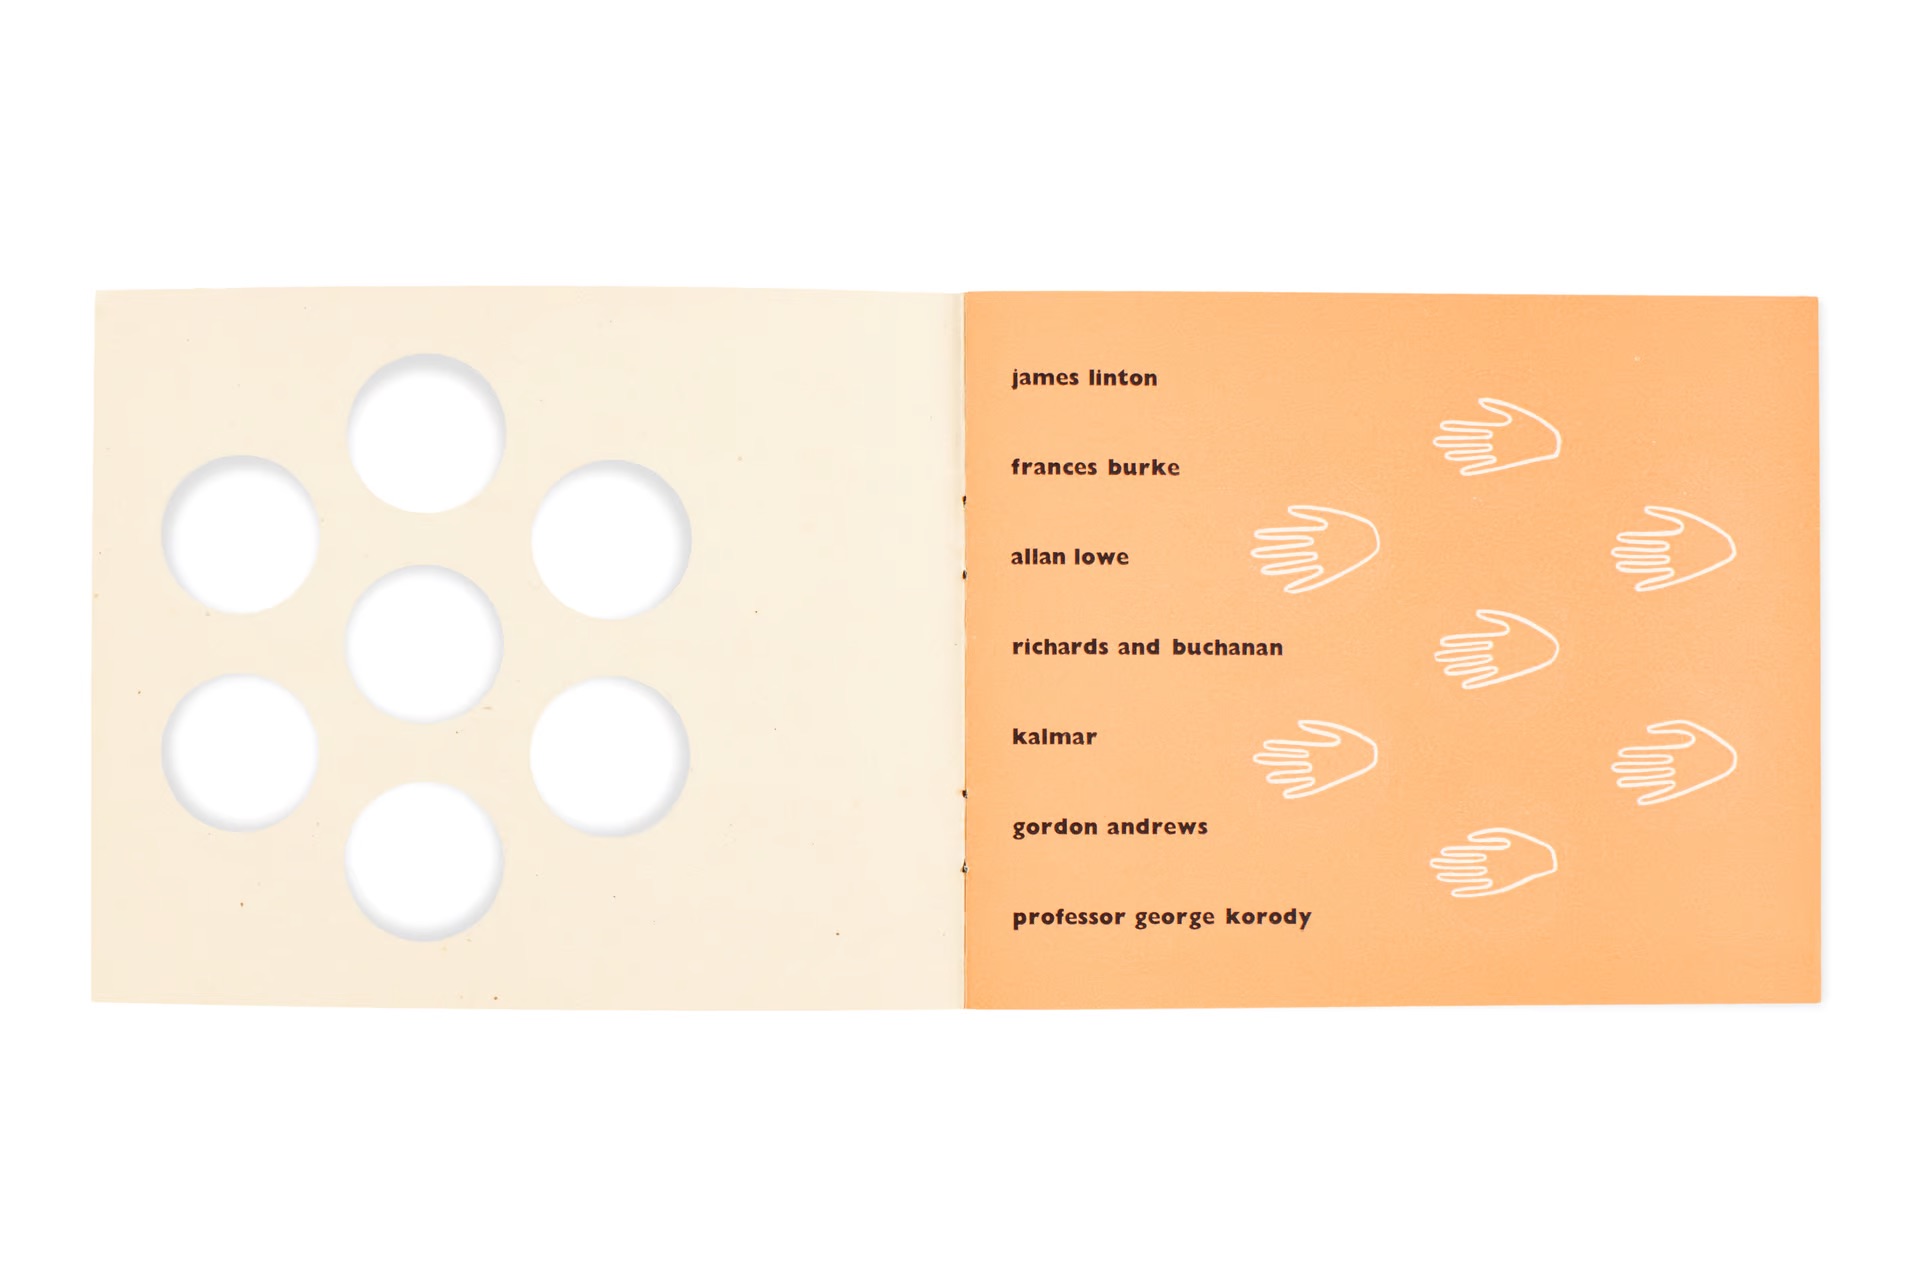 james linton
frances burke
allan lowe
richards and buchanan
kalmar
gordon andrews
professor george korody